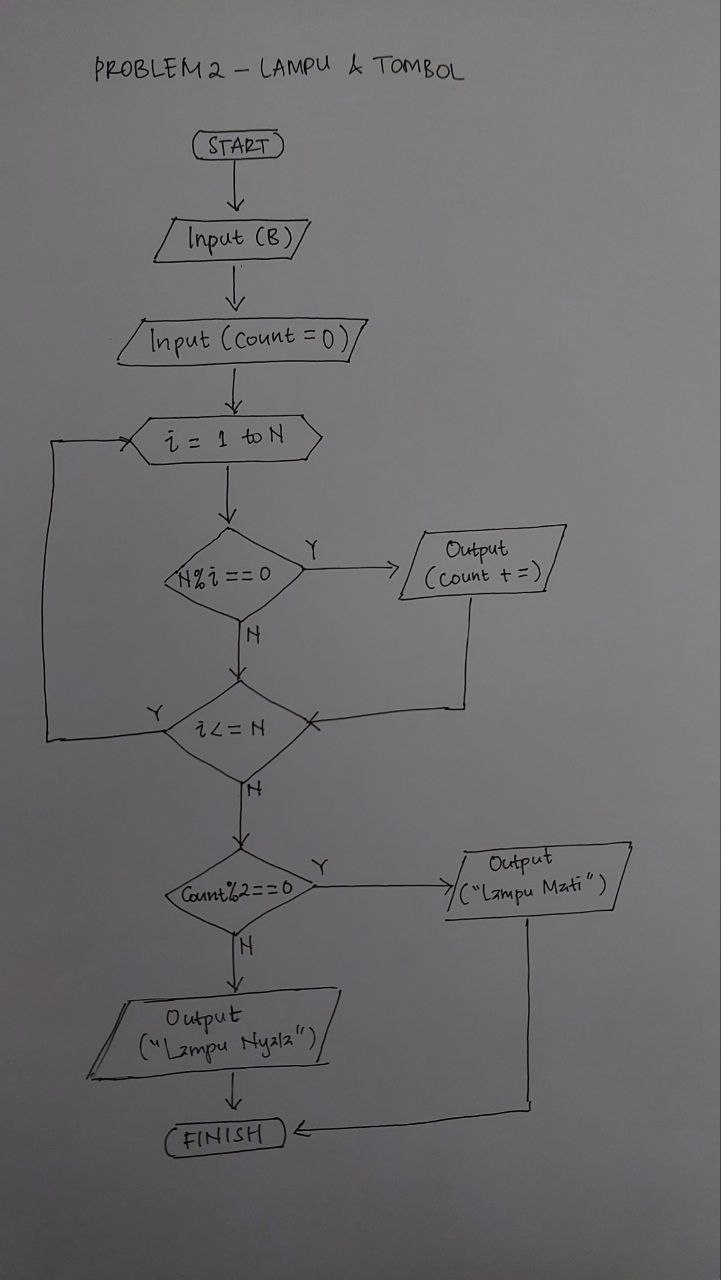 PROBLEM 2 - LAMPU & TOMBOL
START
Input (B)
Input (count = 0)
i = 1 to N
N%i == 0
Y
Output
(count + =)
N
i <= N
Y
N
Count%2==0
Y
Output
("Lampu Mati")
N
Output
("Lampu Nyala")
FINISH